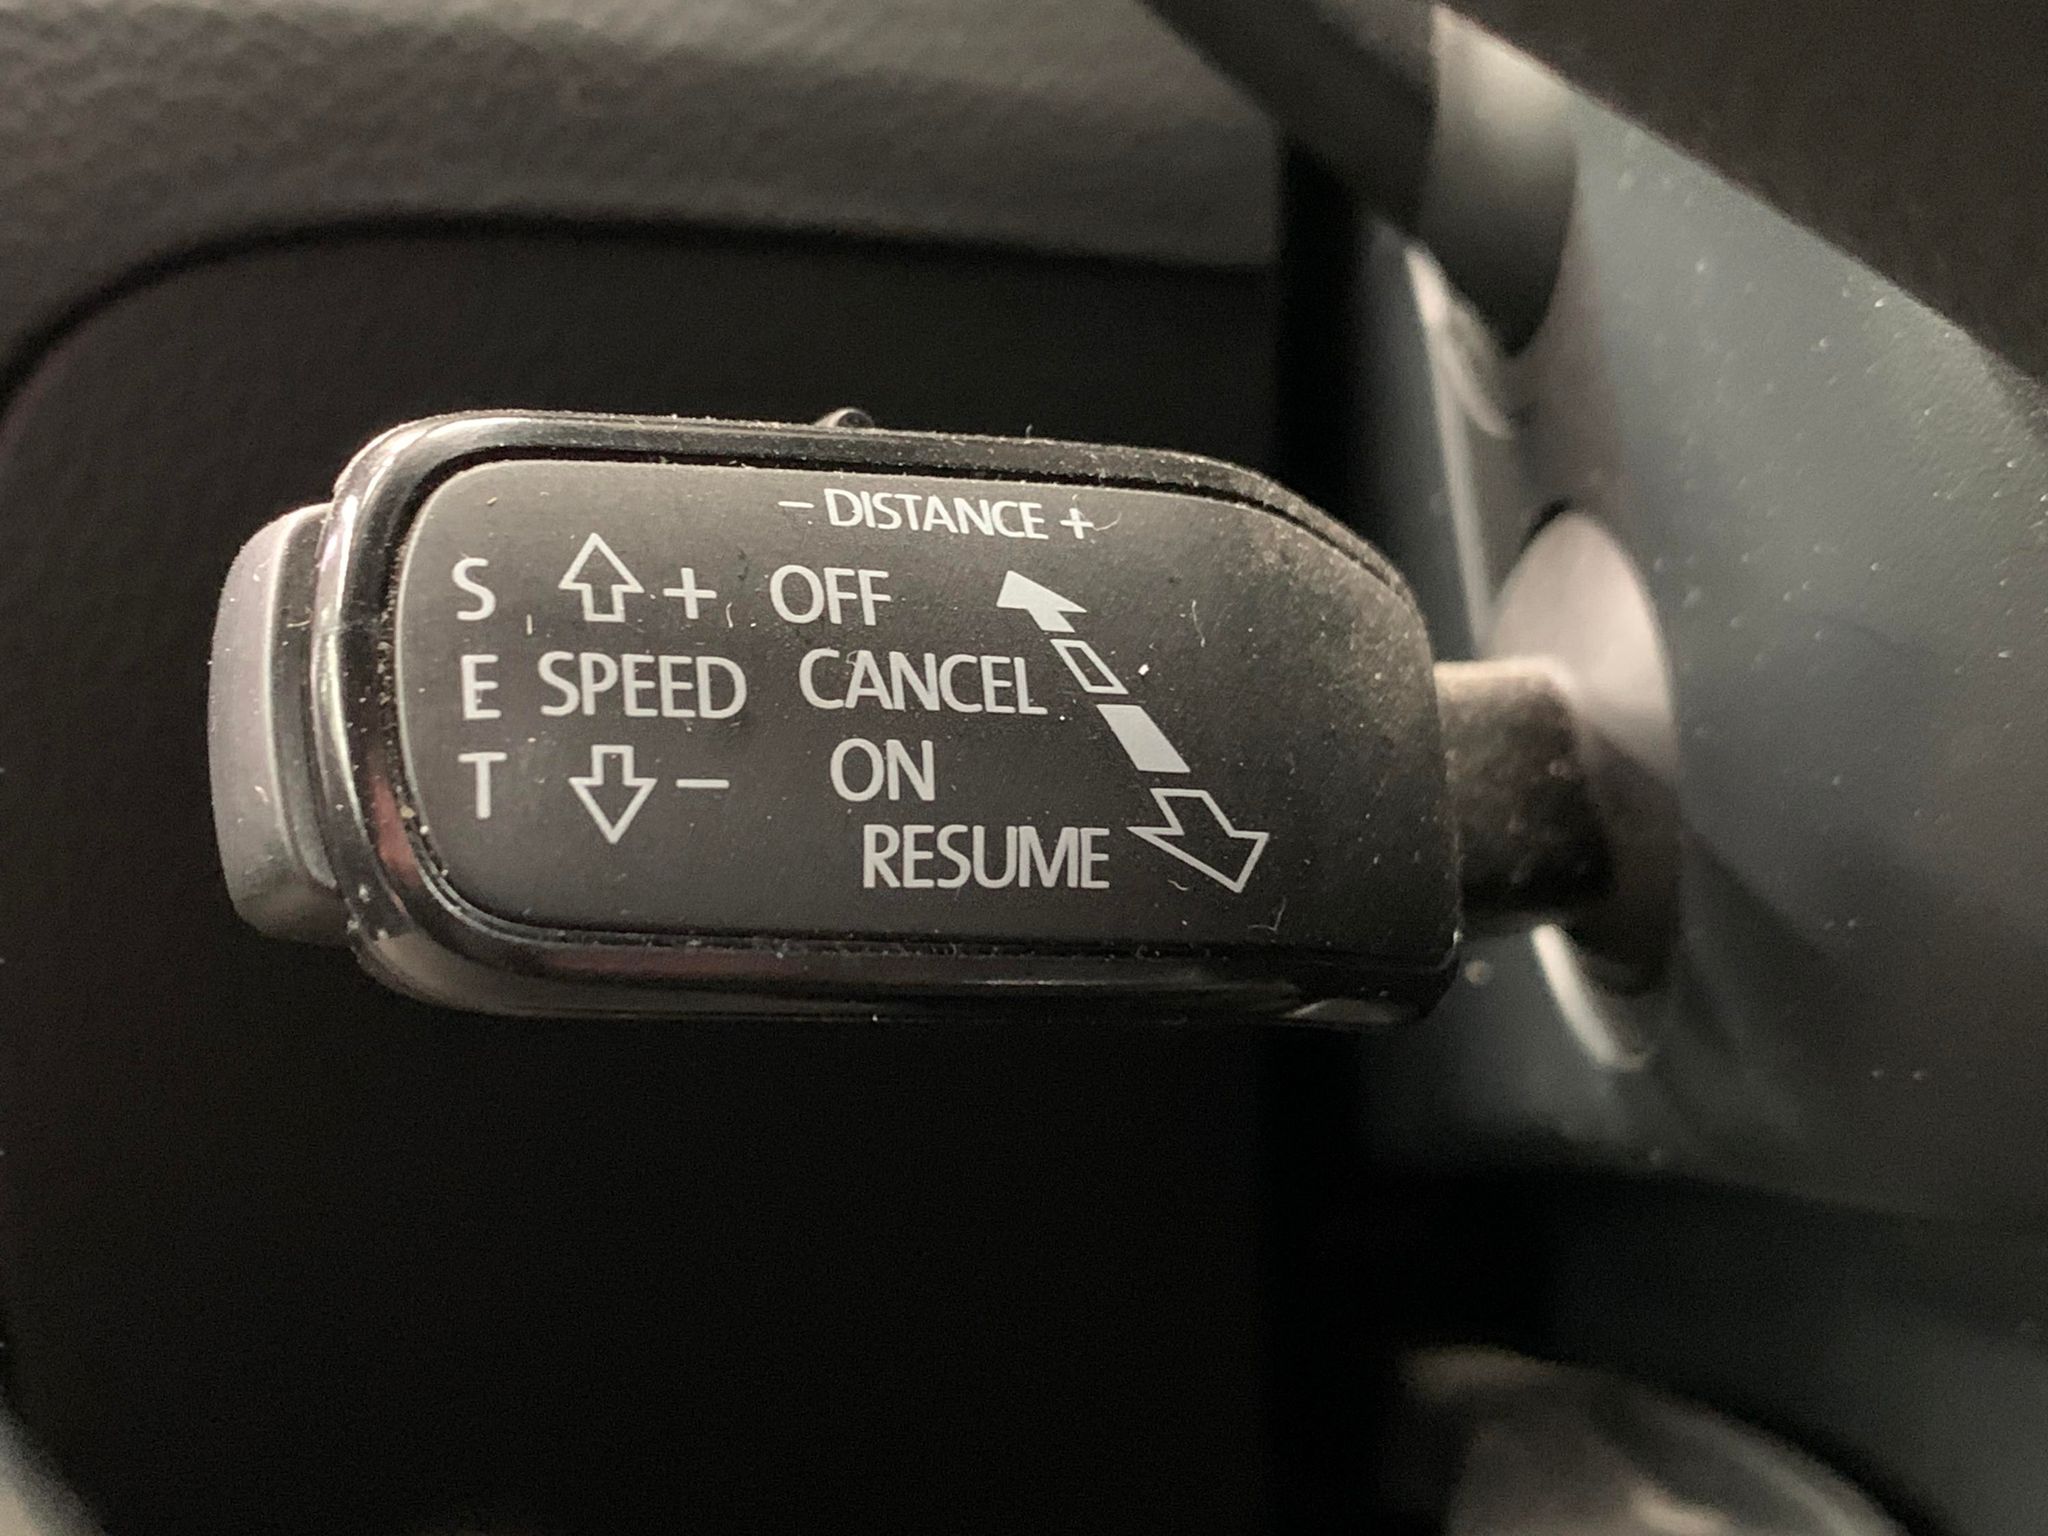 - DISTANCE +
S + OFF
E SPEED CANCEL
T - ON
RESUME